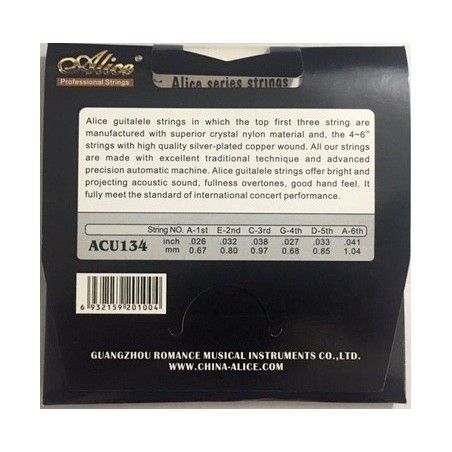 Alice
Professional Strings
Alice series strings
Alice guitalele strings in which the top first three string are
manufactured with superior crystal nylon material and, the 4~6th
strings with high quality silver-plated copper wound. All our strings
are made with excellent traditional technique and advanced
precision automatic machine. Alice guitalele strings offer bright and
projecting acoustic sound, fullness overtones, good hand feel. It
fully meet the standard of international concert performance.
String NO. A-1st E-2nd C-3rd G-4th D-5th A-6th
ACU134 inch .026 .032 .038 .027 .033 .041
mm 0.67 0.80 0.97 0.68 0.85 1.04
6 932159 201004
GUANGZHOU ROMANCE MUSICAL INSTRUMENTS CO.,LTD.
WWW.CHINA-ALICE.COM